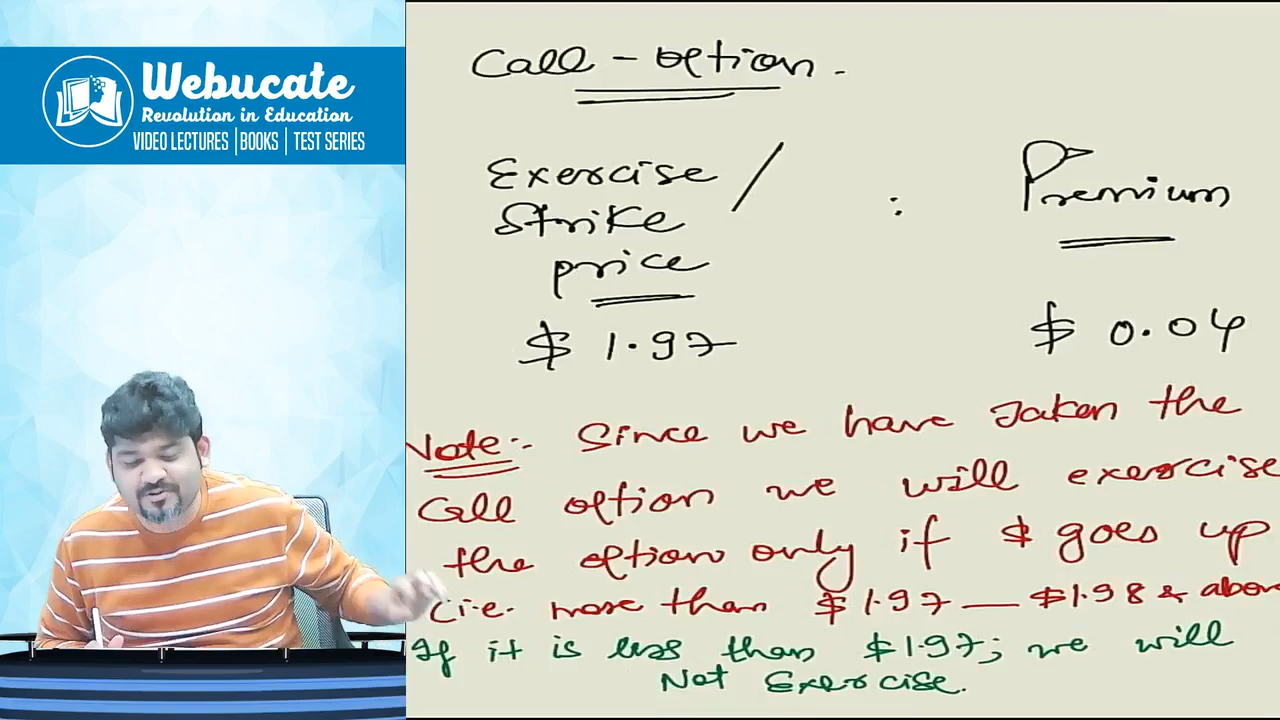 Webucate
Revolution in Education
VIDEO LECTURES | BOOKS | TEST SERIES
Call - option.
Exercise / : Premium
Strike
price
$ 1.97 $ 0.04
Note:- Since we have Taken the
Call option we will exercise
the option only if $ goes up
(i.e. more than $1.97 — $1.98 & above
If it is less than $1.97; we will
Not Exercise.